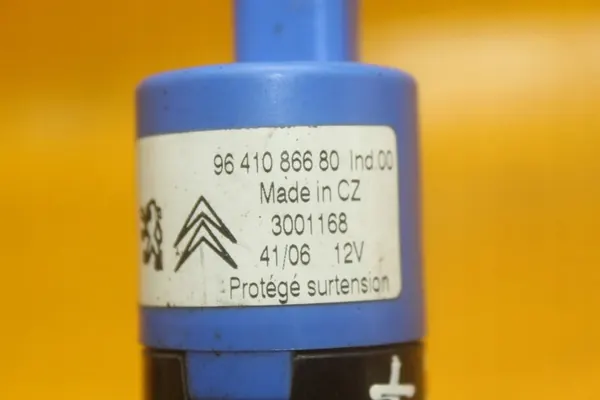 96 410 866 80 Ind.00
Made in CZ
3001168
41/06 12V
Protégé surtension